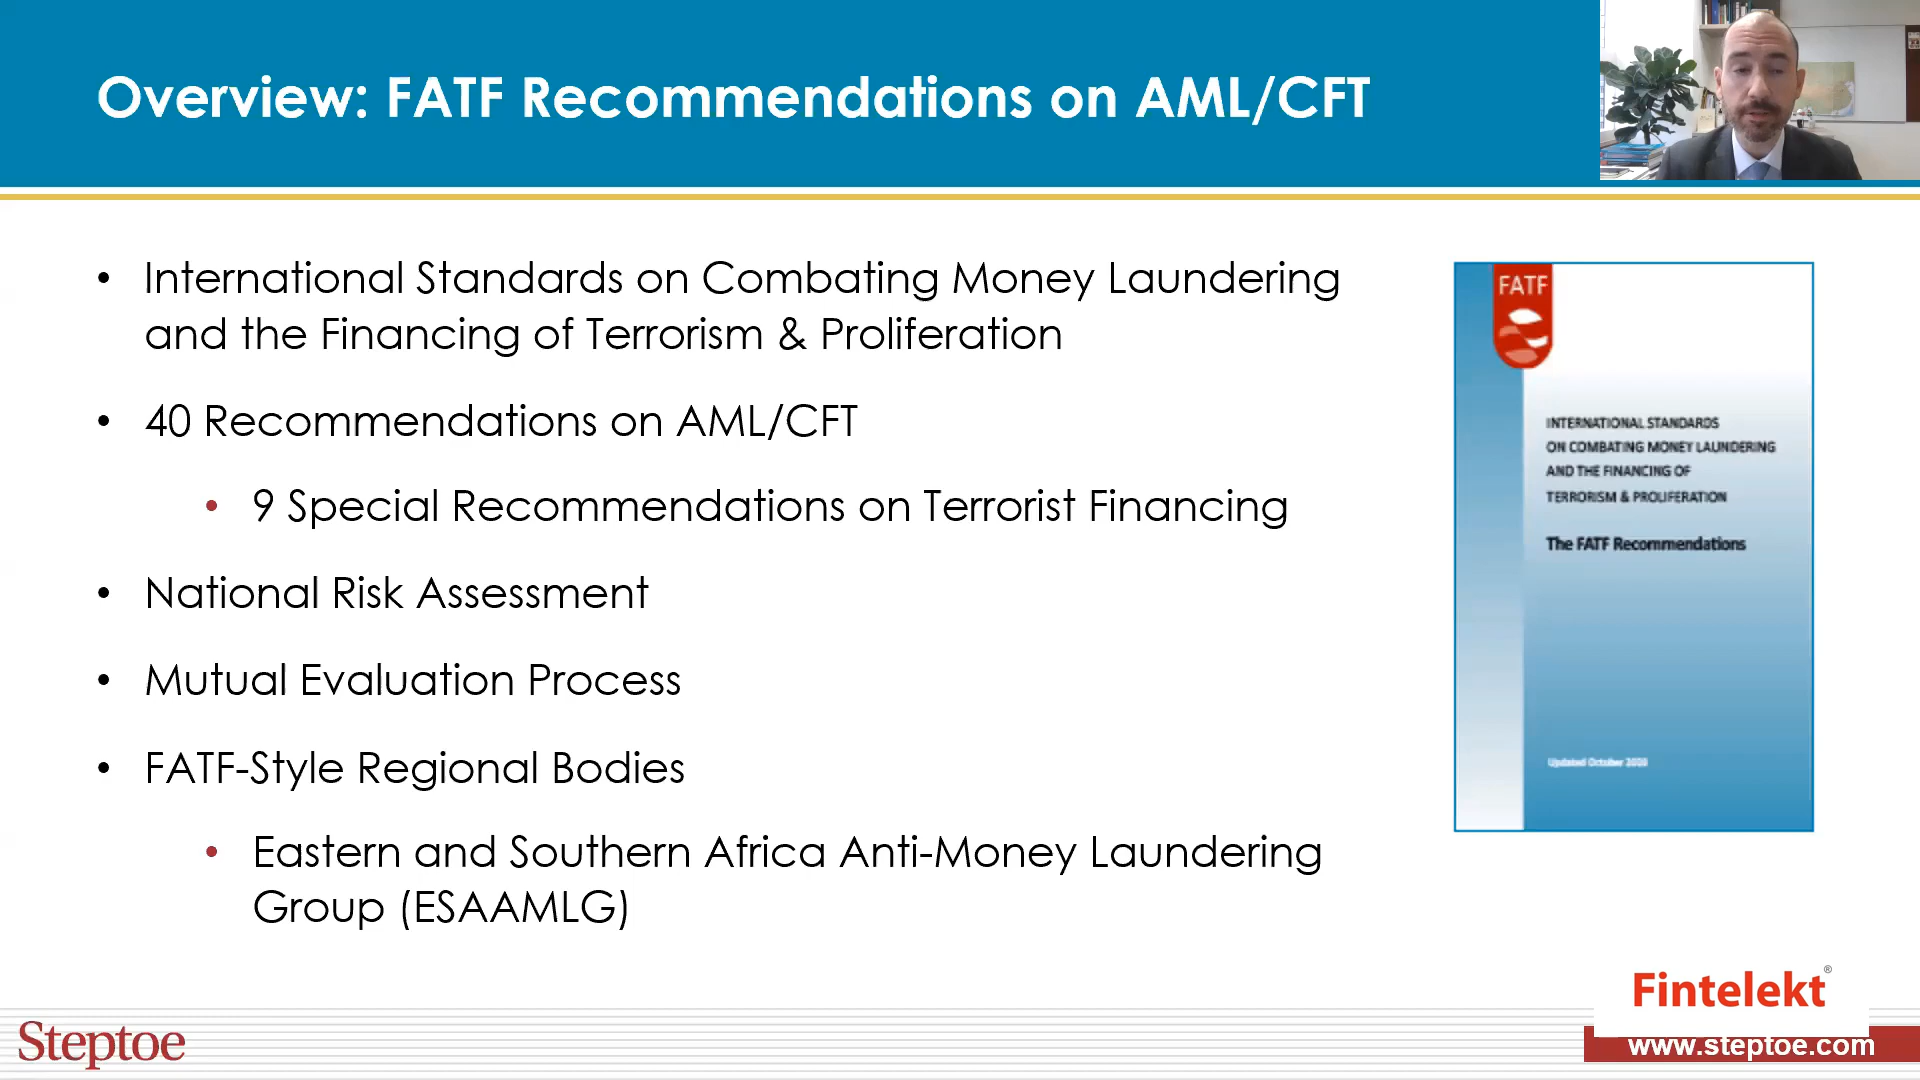 Overview: FATF Recommendations on AML/CFT
• International Standards on Combating Money Laundering
and the Financing of Terrorism & Proliferation
• 40 Recommendations on AML/CFT
• 9 Special Recommendations on Terrorist Financing
• National Risk Assessment
• Mutual Evaluation Process
• FATF-Style Regional Bodies
• Eastern and Southern Africa Anti-Money Laundering
Group (ESAAMLG)
FATF
INTERNATIONAL STANDARDS
ON COMBATING MONEY LAUNDERING
AND THE FINANCING OF
TERRORISM & PROLIFERATION
The FATF Recommendations
Updated October
Fintelekt®
Steptoe
www.steptoe.com